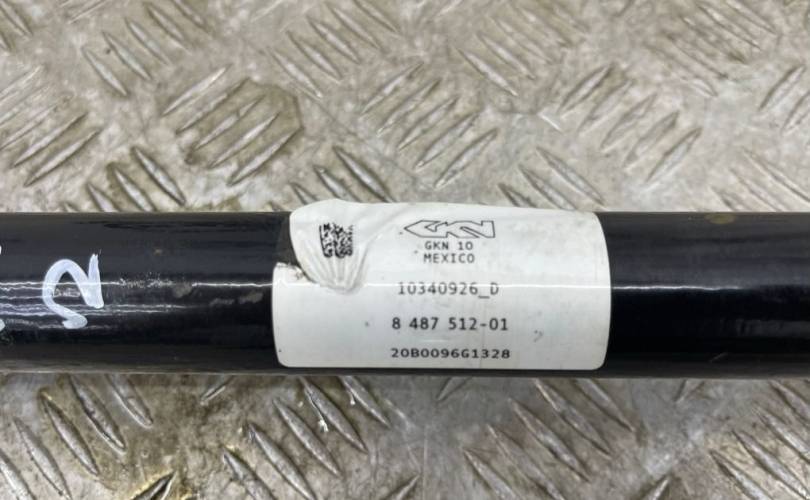 GKN
GKN 10
MEXICO
10340926_D
8 487 512-01
20B0096G1328